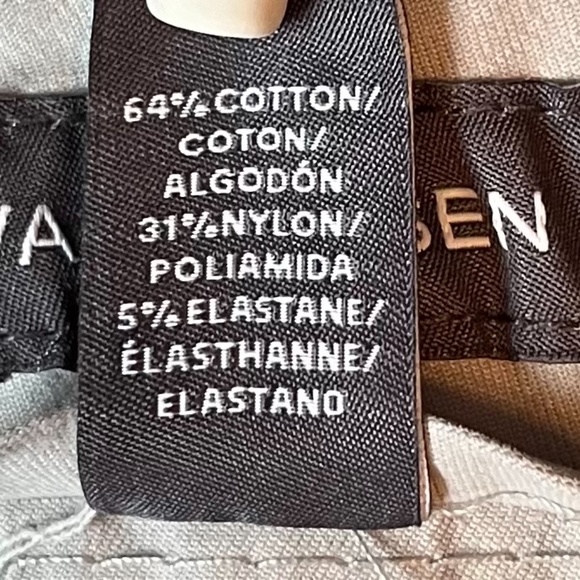 64% COTTON/
COTON/
ALGODÓN
31% NYLON/
POLIAMIDA
5% ELASTANE/
ÉLASTHANNE/
ELASTANO